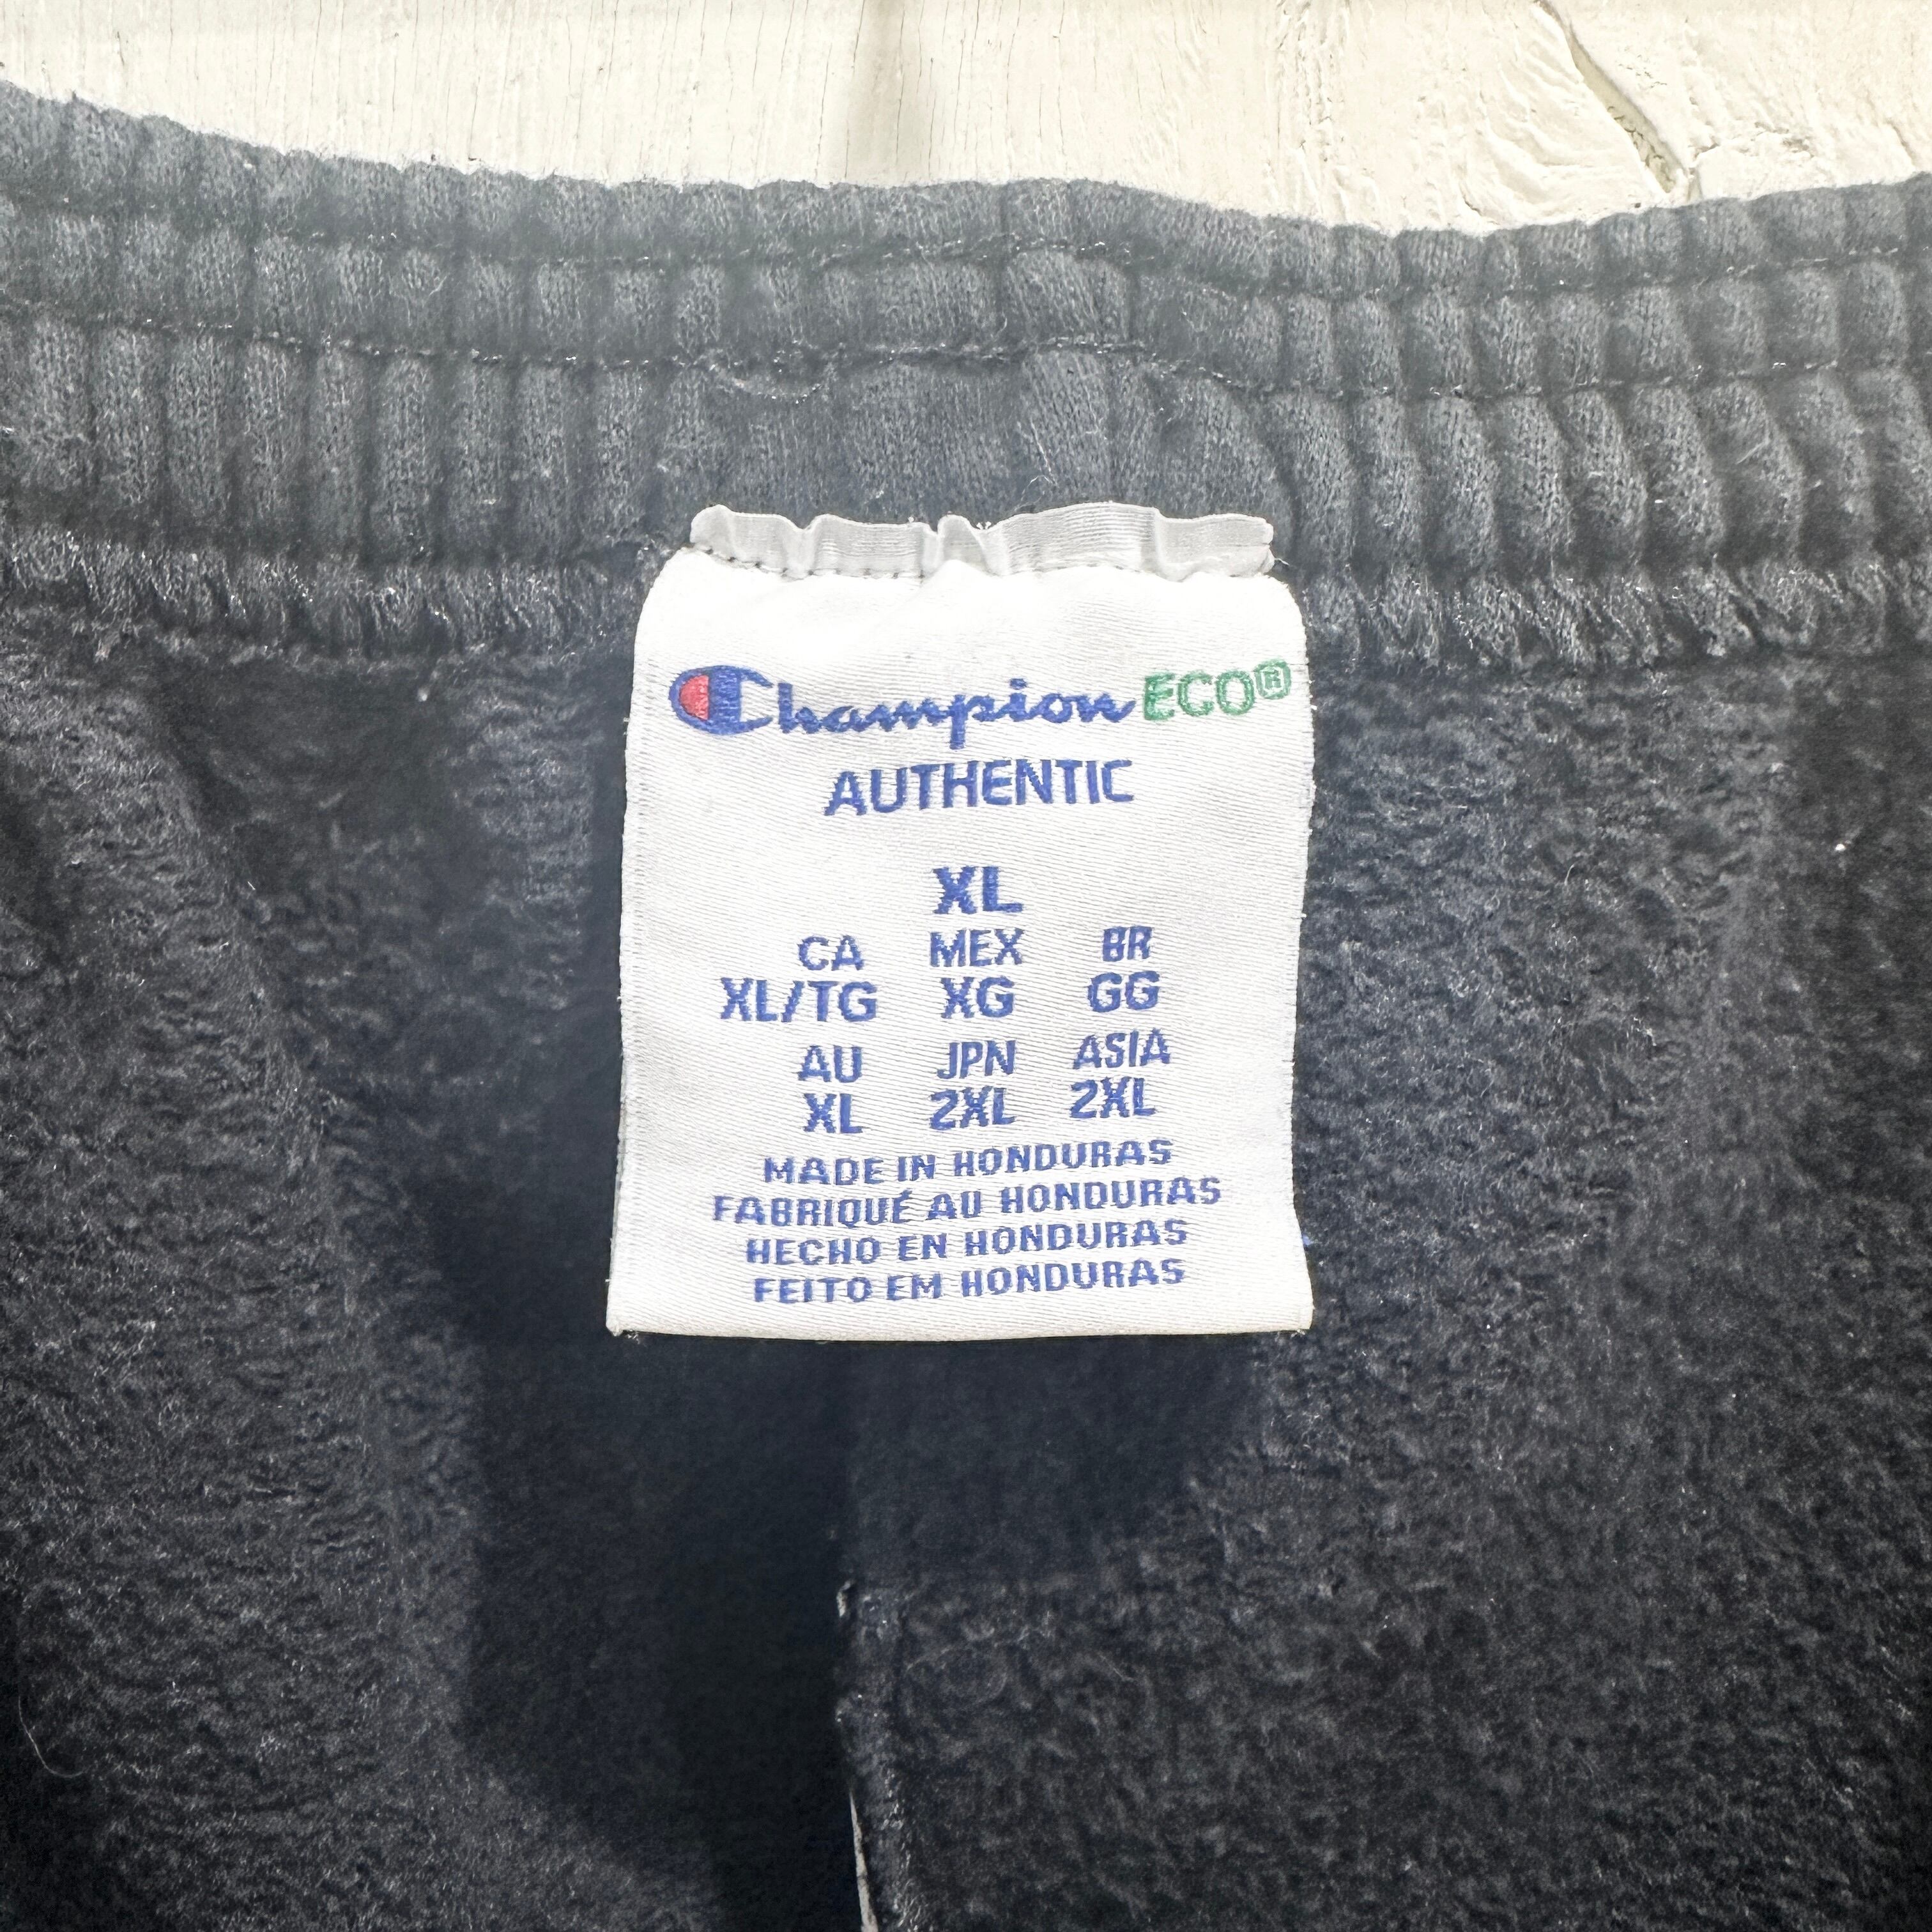 Champion ECO®
AUTHENTIC
XL
CA MEX BR
XL/TG XG GG
AU JPN ASIA
XL 2XL 2XL
MADE IN HONDURAS
FABRIQUÉ AU HONDURAS
HECHO EN HONDURAS
FEITO EM HONDURAS